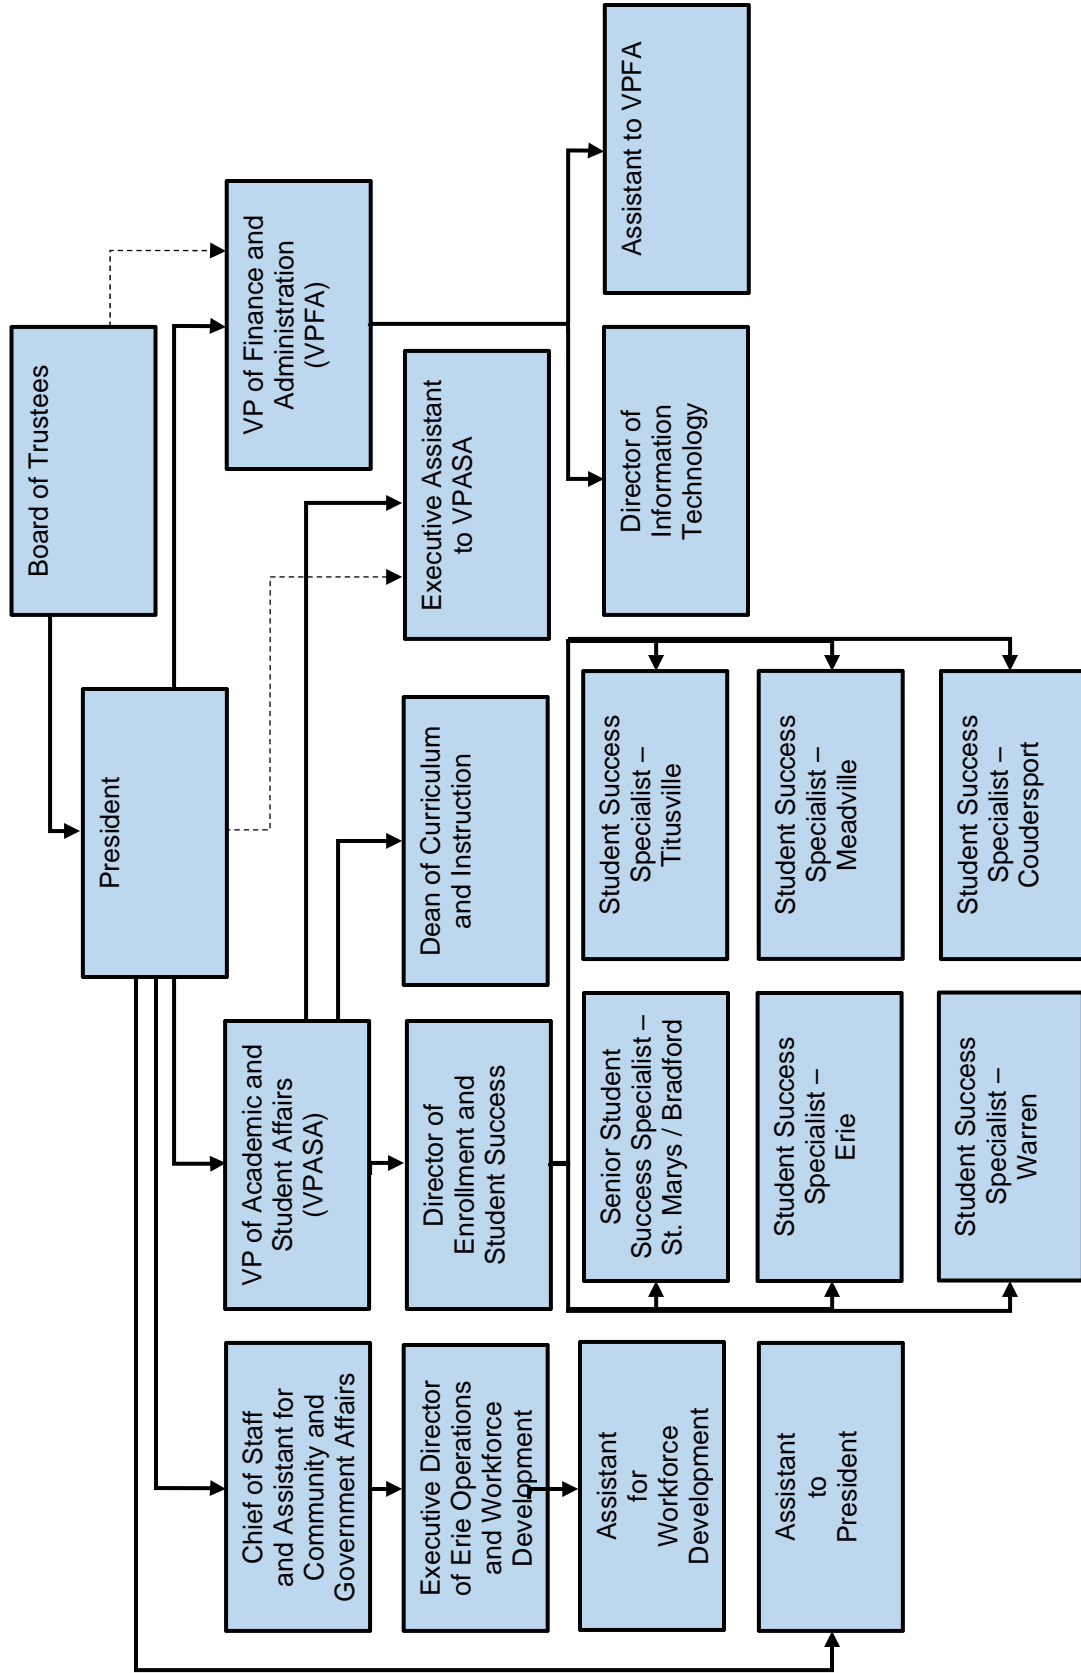 Board of Trustees
President
Chief of Staff
and Assistant for
Community and
Government Affairs
VP of Academic and
Student Affairs
(VPASA)
VP of Finance and
Administration
(VPFA)
Executive Director
of Erie Operations
and Workforce
Development
Director of
Enrollment and
Student Success
Dean of Curriculum
and Instruction
Executive Assistant
to VPASA
Assistant
for
Workforce
Development
Senior Student
Success Specialist –
St. Marys / Bradford
Student Success
Specialist –
Titusville
Director of
Information
Technology
Assistant to VPFA
Assistant
to
President
Student Success
Specialist –
Erie
Student Success
Specialist –
Meadville
Student Success
Specialist –
Warren
Student Success
Specialist –
Coudersport